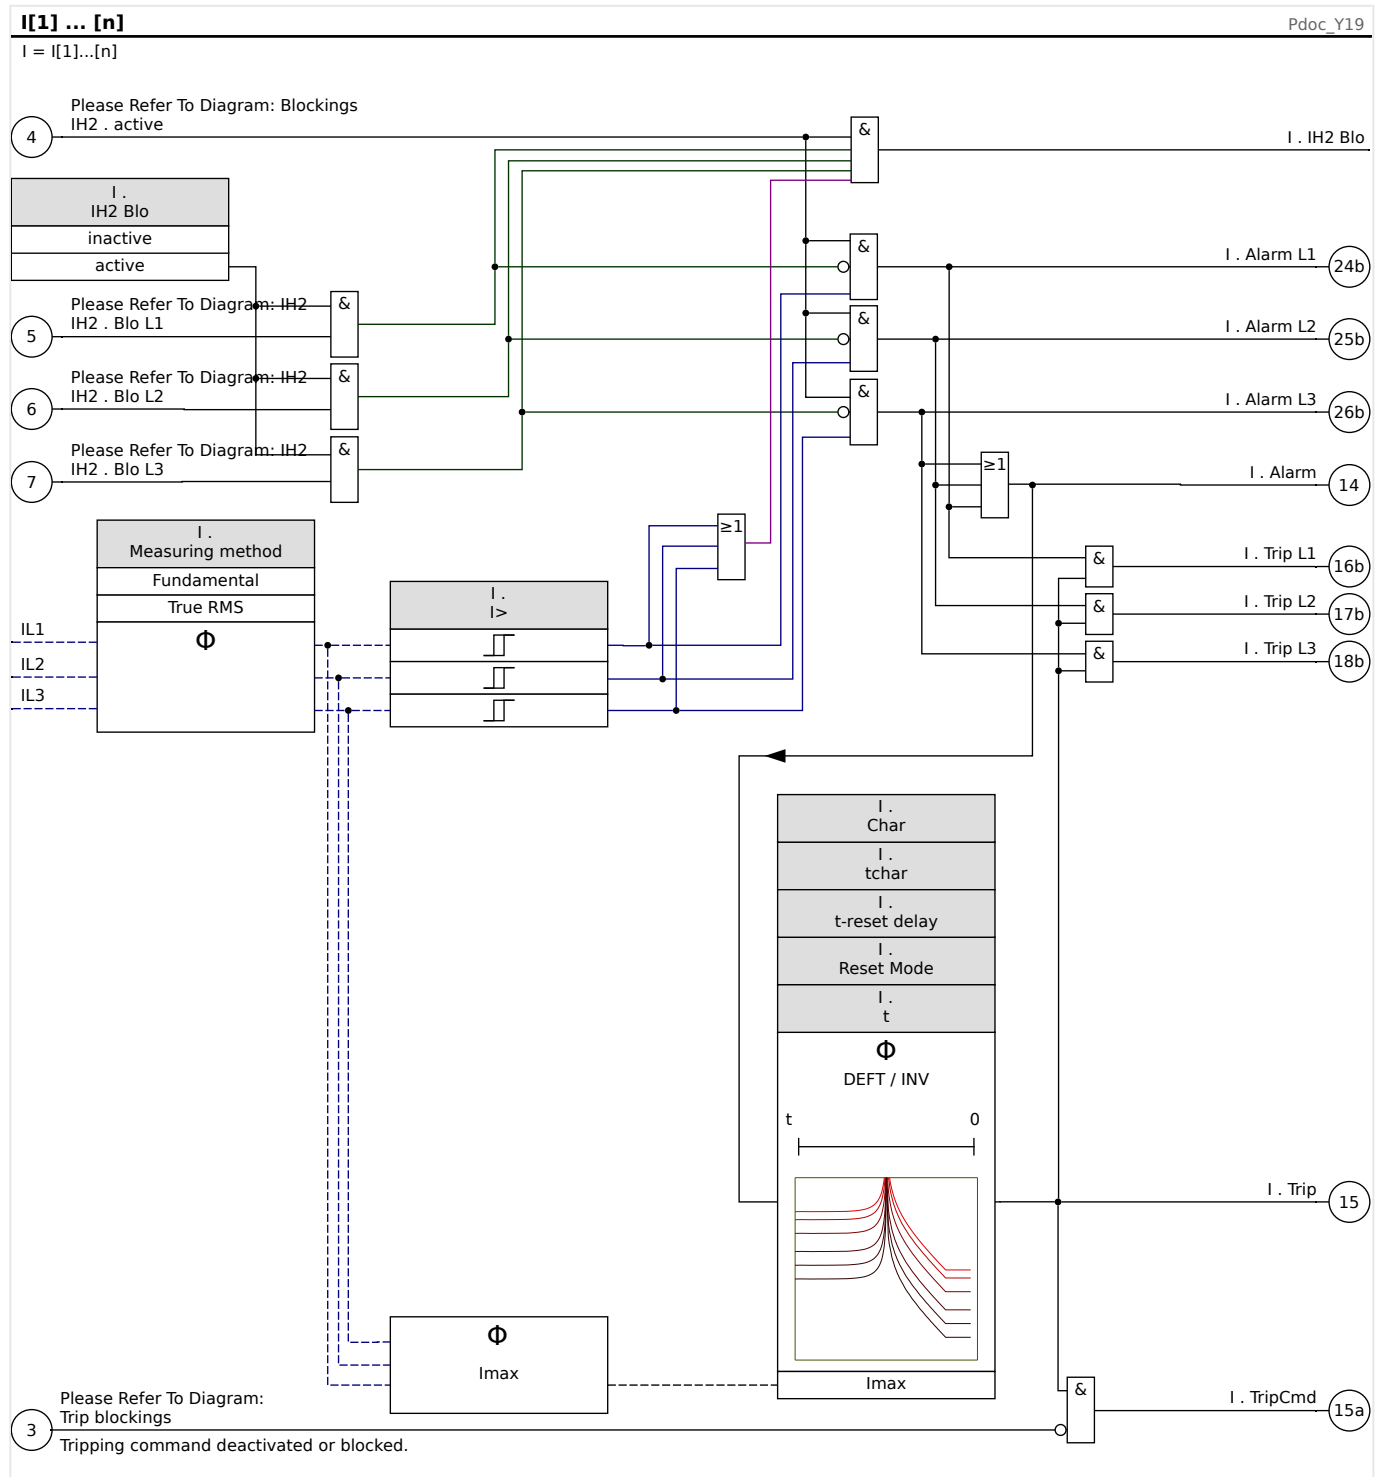 I[1] ... [n]
Pdoc_Y19
I = I[1]...[n]
Please Refer To Diagram: Blockings
IH2 . active
4
&
I . IH2 Blo
I .
IH2 Blo
inactive
active
&
I . Alarm L1
24b
Please Refer To Diagram: IH2
IH2 . Blo L1
5
&
&
I . Alarm L2
25b
Please Refer To Diagram: IH2
IH2 . Blo L2
6
&
&
I . Alarm L3
26b
Please Refer To Diagram: IH2
IH2 . Blo L3
7
&
≥1
I . Alarm
14
I .
Measuring method
Fundamental
True RMS
Φ
IL1
IL2
IL3
≥1
I .
I>
&
I . Trip L1
16b
&
I . Trip L2
17b
&
I . Trip L3
18b
I .
Char
I .
tchar
I .
t-reset delay
I .
Reset Mode
I .
t
Φ
DEFT / INV
t
0
I . Trip
15
Φ
Imax
Imax
Please Refer To Diagram:
Trip blockings
3
Tripping command deactivated or blocked.
&
I . TripCmd
15a